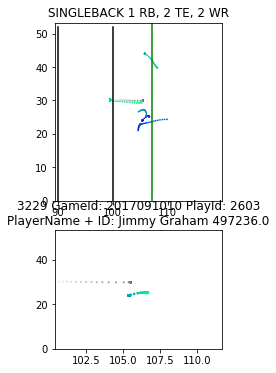 SINGLEBACK 1 RB, 2 TE, 2 WR
50
40
30
20
10
0
90 100 110
3229 GameId: 2017091010 PlayId: 2603
PlayerName + ID: Jimmy Graham 497236.0
40
20
0
102.5 105.0 107.5 110.0